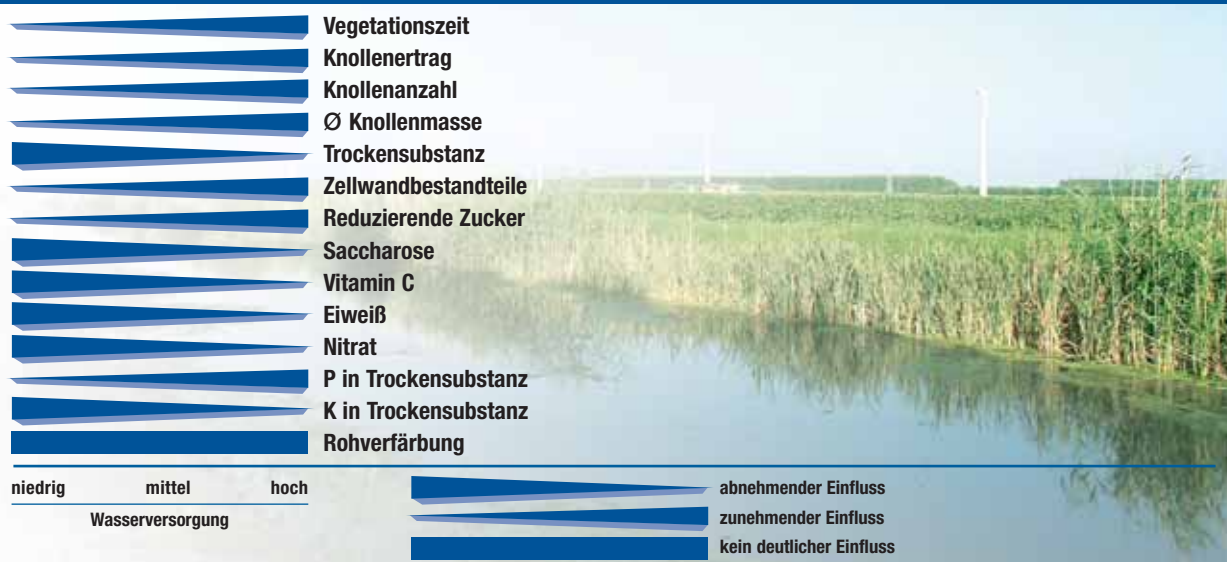 Vegetationszeit
Knollenertrag
Knollenanzahl
Ø Knollenmasse
Trockensubstanz
Zellwandbestandteile
Reduzierende Zucker
Saccharose
Vitamin C
Eiweiß
Nitrat
P in Trockensubstanz
K in Trockensubstanz
Rohverfärbung
niedrig mittel hoch
Wasserversorgung
abnehmender Einfluss
zunehmender Einfluss
kein deutlicher Einfluss